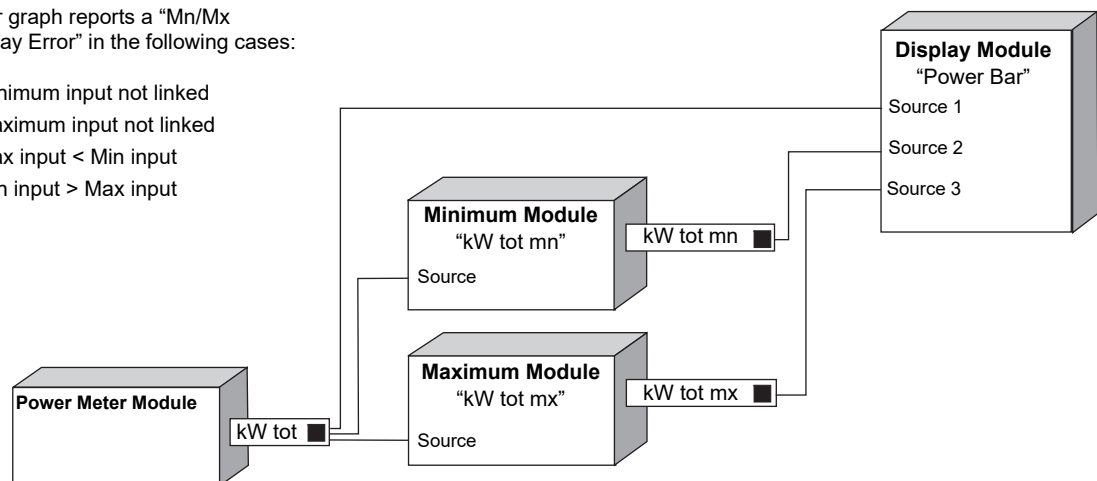 r graph reports a “Mn/Mx
ay Error” in the following cases:
nimum input not linked
aximum input not linked
ax input < Min input
n input > Max input
Display Module
“Power Bar”
Source 1
Source 2
Source 3
Minimum Module
“kW tot mn”
Source
kW tot mn
Maximum Module
“kW tot mx”
Source
kW tot mx
Power Meter Module
kW tot